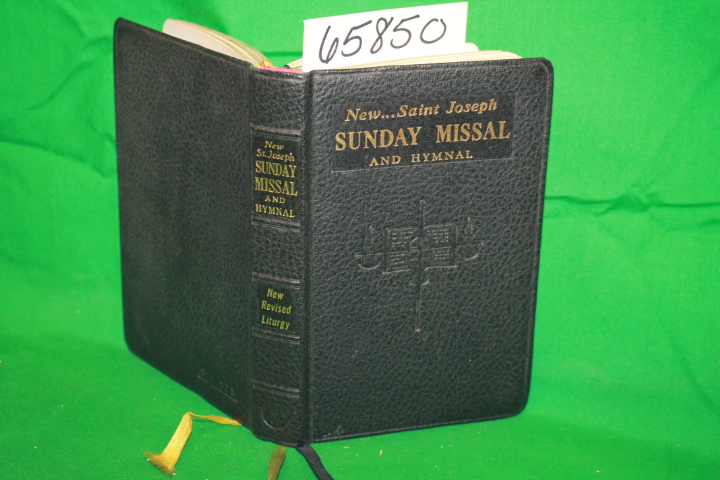 65850
New...Saint Joseph
SUNDAY MISSAL
AND HYMNAL
New
St. Joseph
SUNDAY
MISSAL
AND
HYMNAL
New
Revised
Liturgy